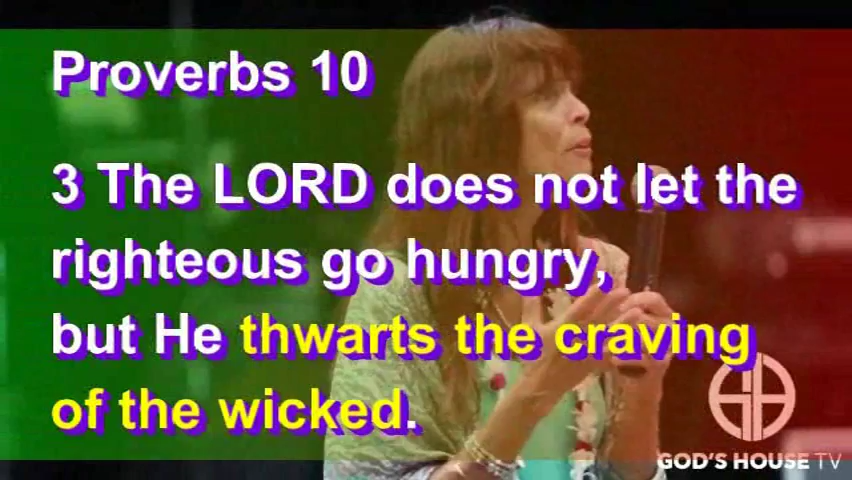 Proverbs 10
3 The LORD does not let the
righteous go hungry,
but He thwarts the craving
of the wicked.
GOD'S HOUSE TV